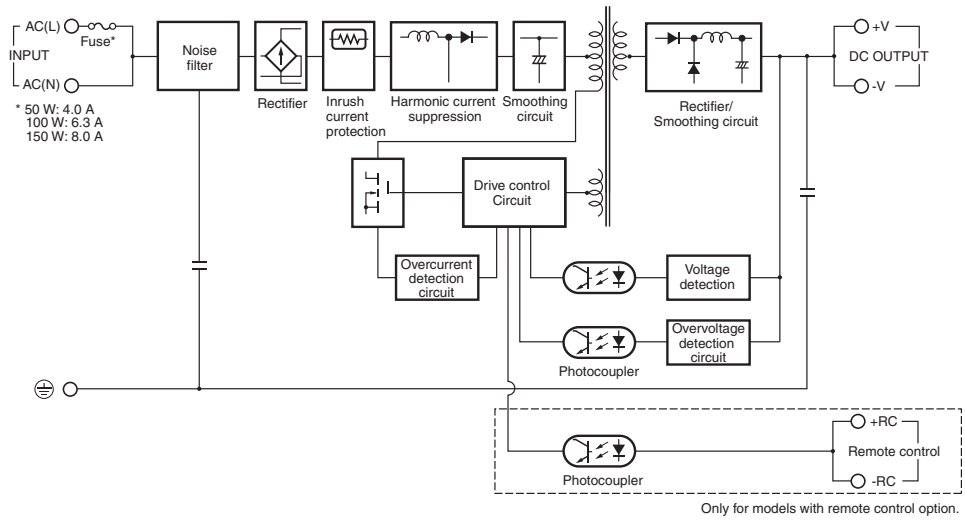 AC(L)
Fuse*
INPUT
AC(N)
* 50 W: 4.0 A
100 W: 6.3 A
150 W: 8.0 A
Noise
filter
Rectifier
Inrush
current
protection
Harmonic current
suppression
Smoothing
circuit
Rectifier/
Smoothing circuit
+V
DC OUTPUT
-V
Drive control
Circuit
Overcurrent
detection
circuit
Voltage
detection
Overvoltage
detection
circuit
Photocoupler
+RC
Remote control
-RC
Photocoupler
Only for models with remote control option.